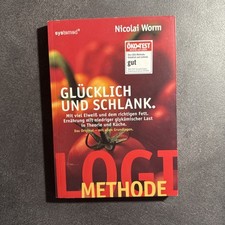 systemed
Nicolai Worm
ÖKO-TEST
gut
GLÜCKLICH
UND SCHLANK.
Mit viel Eiweiß und dem richtigen Fett.
Ernährung mit niedriger glykämischer Last
in Theorie und Küche.
LOGI
METHODE